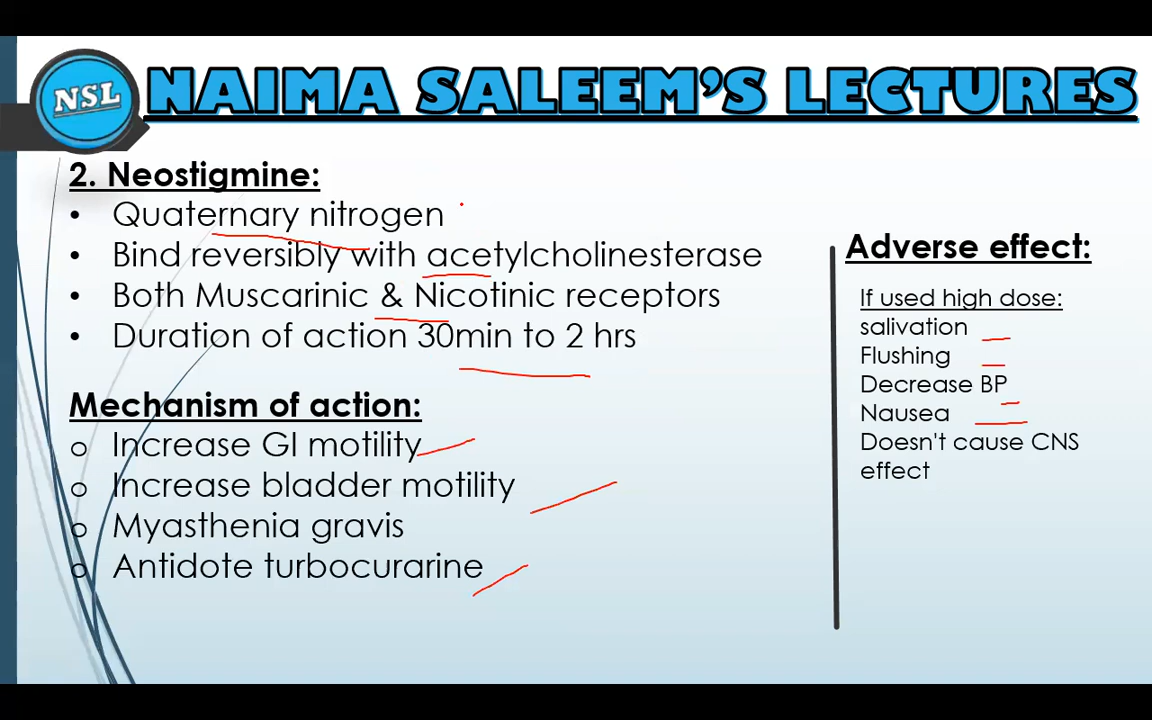 NSL
NAIMA SALEEM'S LECTURES
2. Neostigmine:
• Quaternary nitrogen
• Bind reversibly with acetylcholinesterase
• Both Muscarinic & Nicotinic receptors
• Duration of action 30min to 2 hrs
Mechanism of action:
o Increase GI motility
o Increase bladder motility
o Myasthenia gravis
o Antidote turbocurarine
Adverse effect:
If used high dose:
salivation
Flushing
Decrease BP
Nausea
Doesn't cause CNS
effect